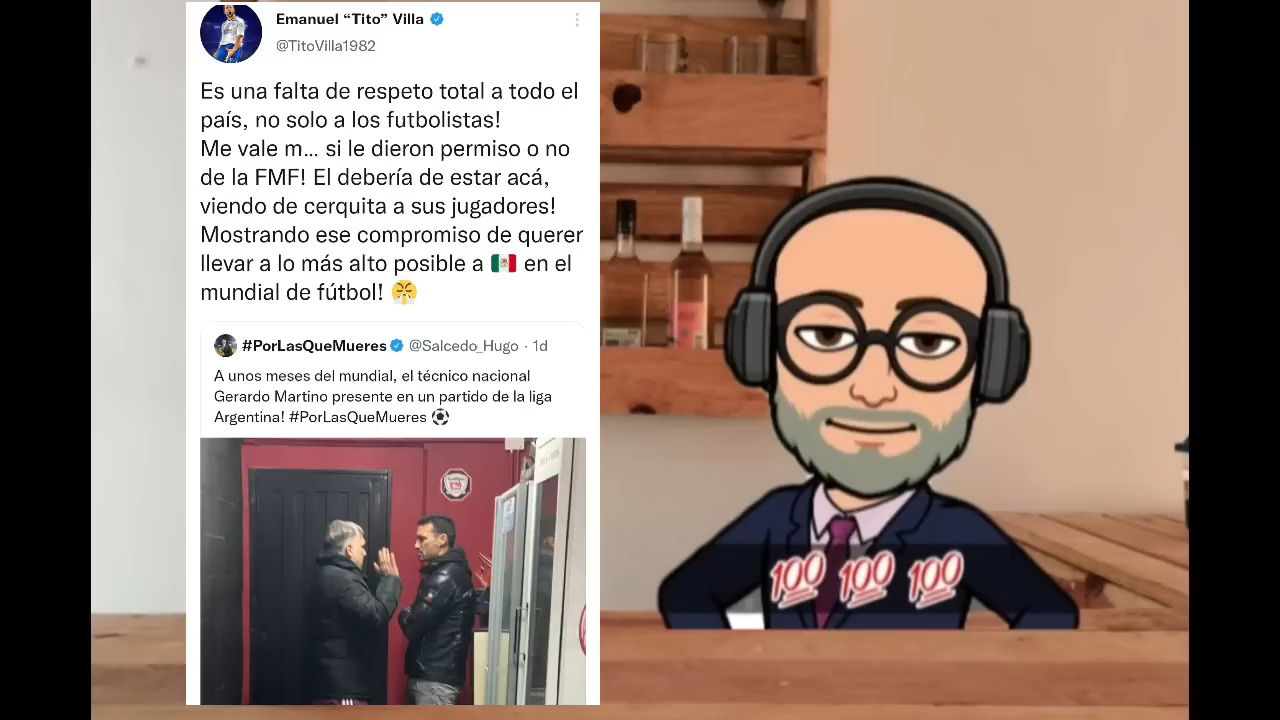 Emanuel “Tito” Villa
@TitoVilla1982
Es una falta de respeto total a todo el
país, no solo a los futbolistas!
Me vale m... si le dieron permiso o no
de la FMF! El debería de estar acá,
viendo de cerquita a sus jugadores!
Mostrando ese compromiso de querer
llevar a lo más alto posible a 🇲🇽 en el
mundial de fútbol! 😤
#PorLasQueMueres @Salcedo_Hugo · 1d
A unos meses del mundial, el técnico nacional
Gerardo Martino presente en un partido de la liga
Argentina! #PorLasQueMueres ⚽
💯 💯 💯